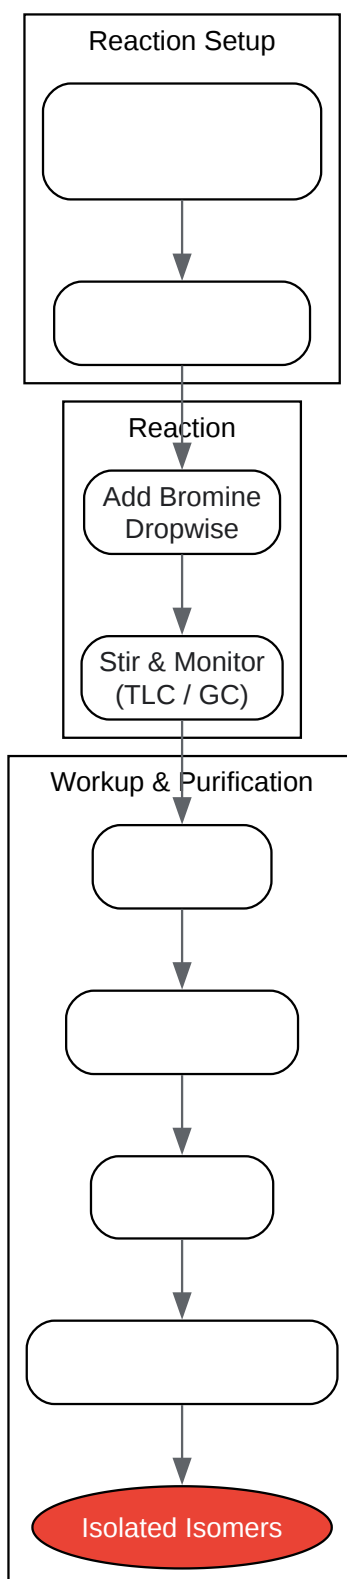 Reaction Setup
Reaction
Add Bromine
Dropwise
Stir & Monitor
(TLC / GC)
Workup & Purification
Isolated Isomers